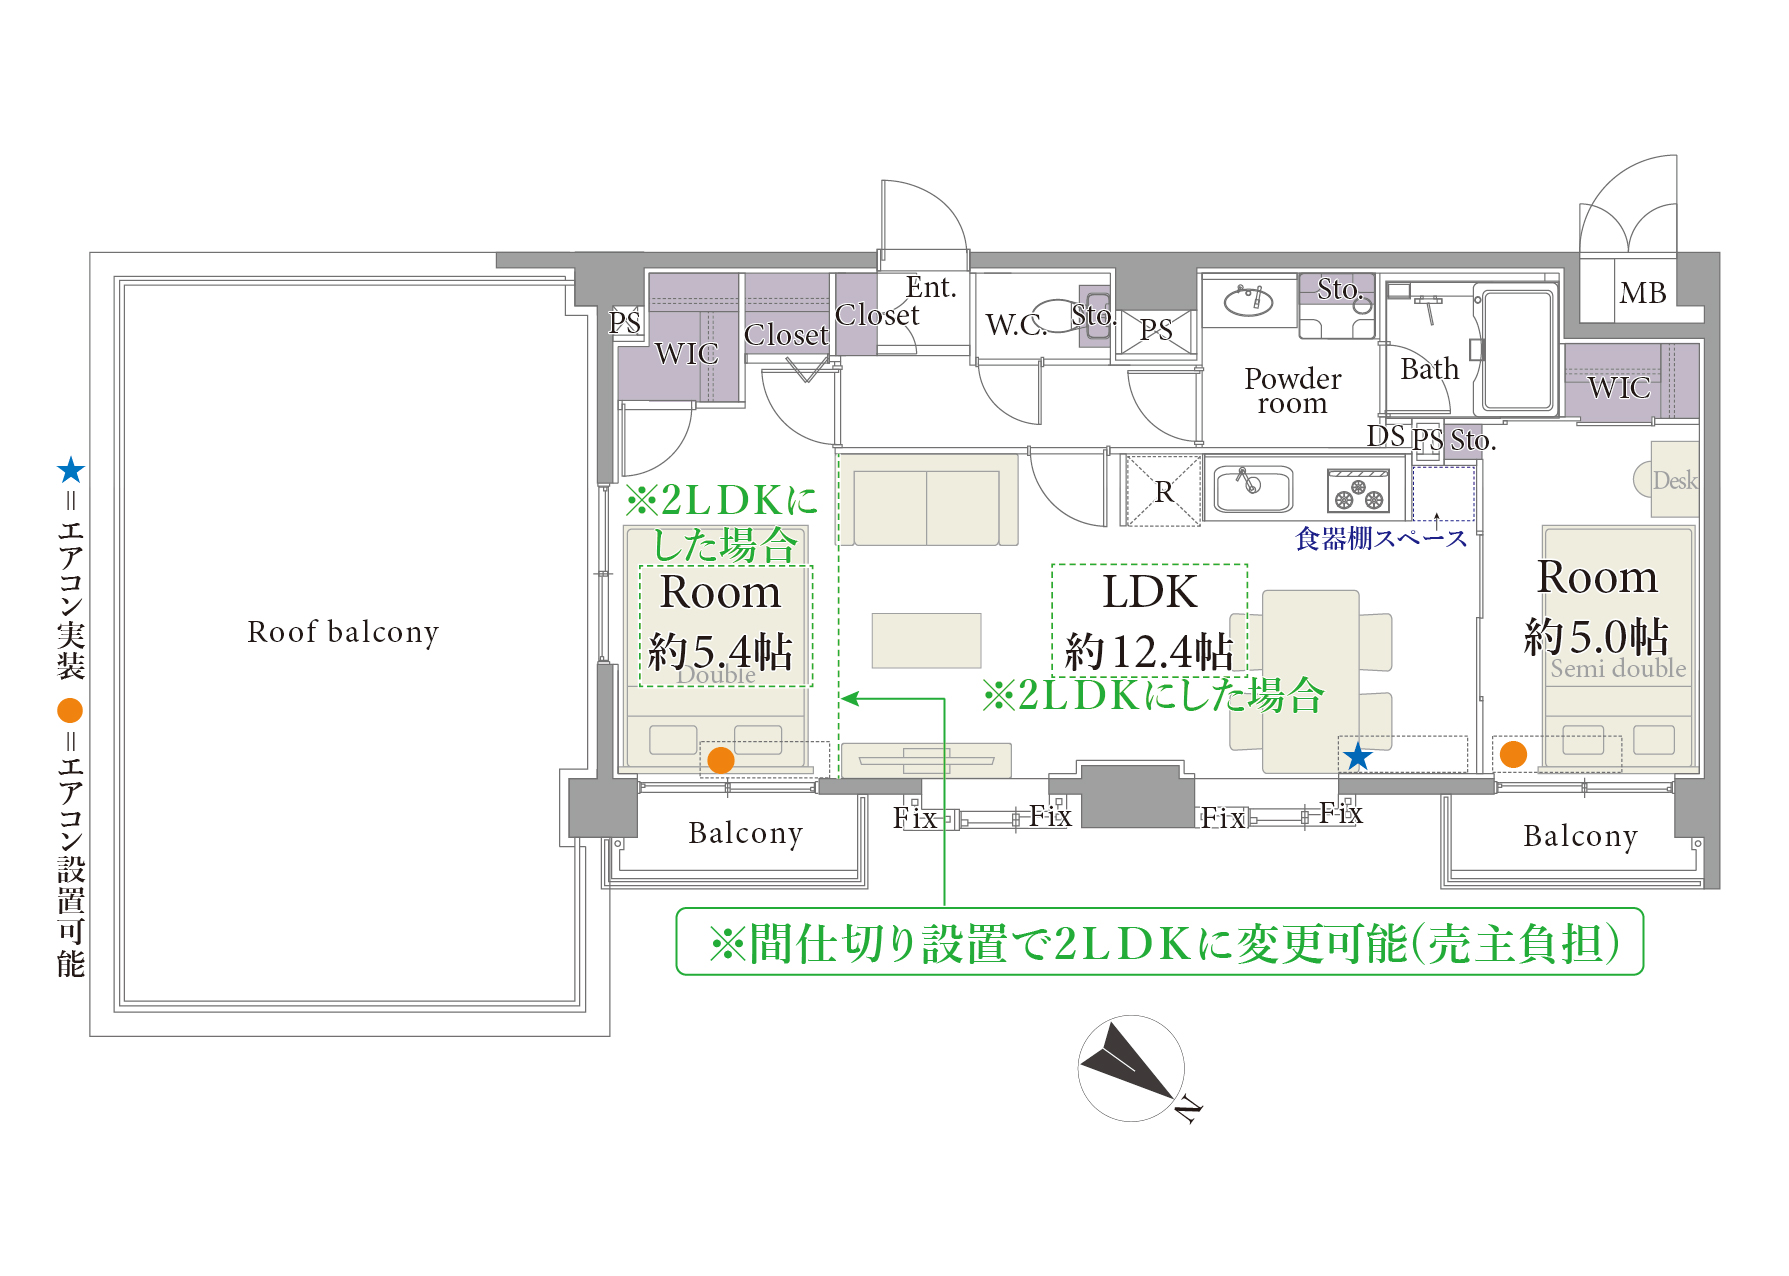 Ent.
MB
Sto.
Closet
Closet
Sto.
PS
W.C.
PS
WIC
Bath
Powder
room
WIC
DS
PS
Sto.
Desk
R
※2LDKに
した場合
食器棚スペース
Room
約5.4帖
Double
LDK
約12.4帖
※2LDKにした場合
Room
約5.0帖
Semi double
Roof balcony
★=エアコン実装
●=エアコン設置可能
★
Balcony
Fix
Fix
Fix
Fix
Balcony
※間仕切り設置で2LDKに変更可能(売主負担)
N